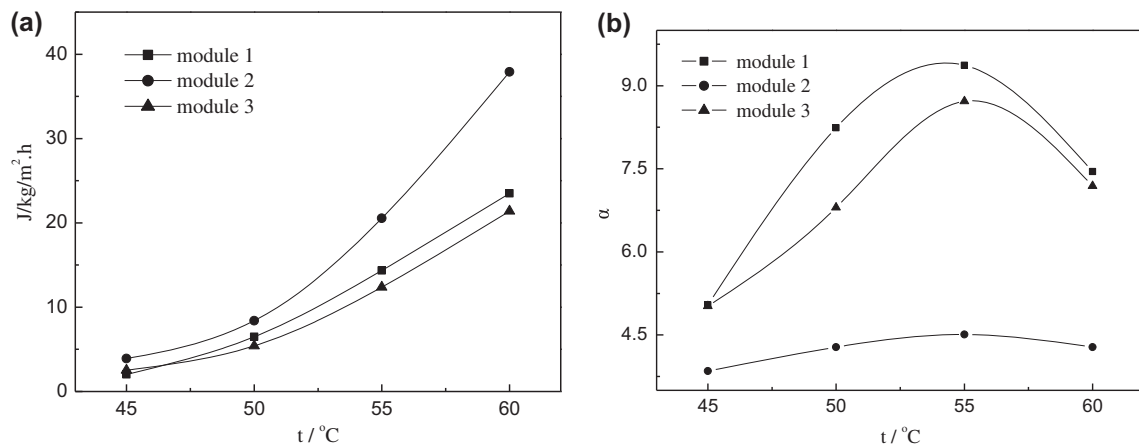 (a)
40
30
20
10
0
J/kg/m².h
module 1
module 2
module 3
45 50 55 60
t / °C
(b)
9.0
7.5
6.0
4.5
α
module 1
module 2
module 3
45 50 55 60
t / °C